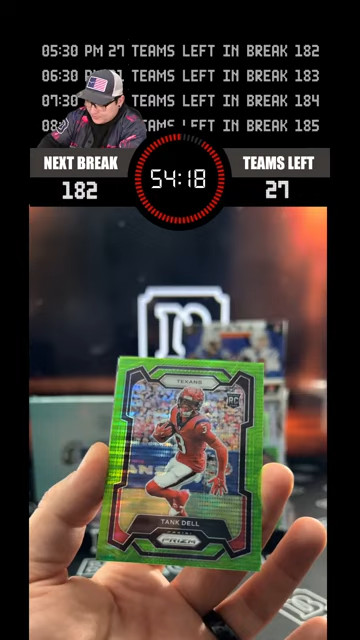 05:30 PM 27 TEAMS LEFT IN BREAK 182
06:30 TEAMS LEFT IN BREAK 183
07:30 TEAMS LEFT IN BREAK 184
TEAMS LEFT IN BREAK 185
NEXT BREAK
54:18
TEAMS LEFT
182
27
TEXANS
RC
TANK DELL
PANINI
PRIZM